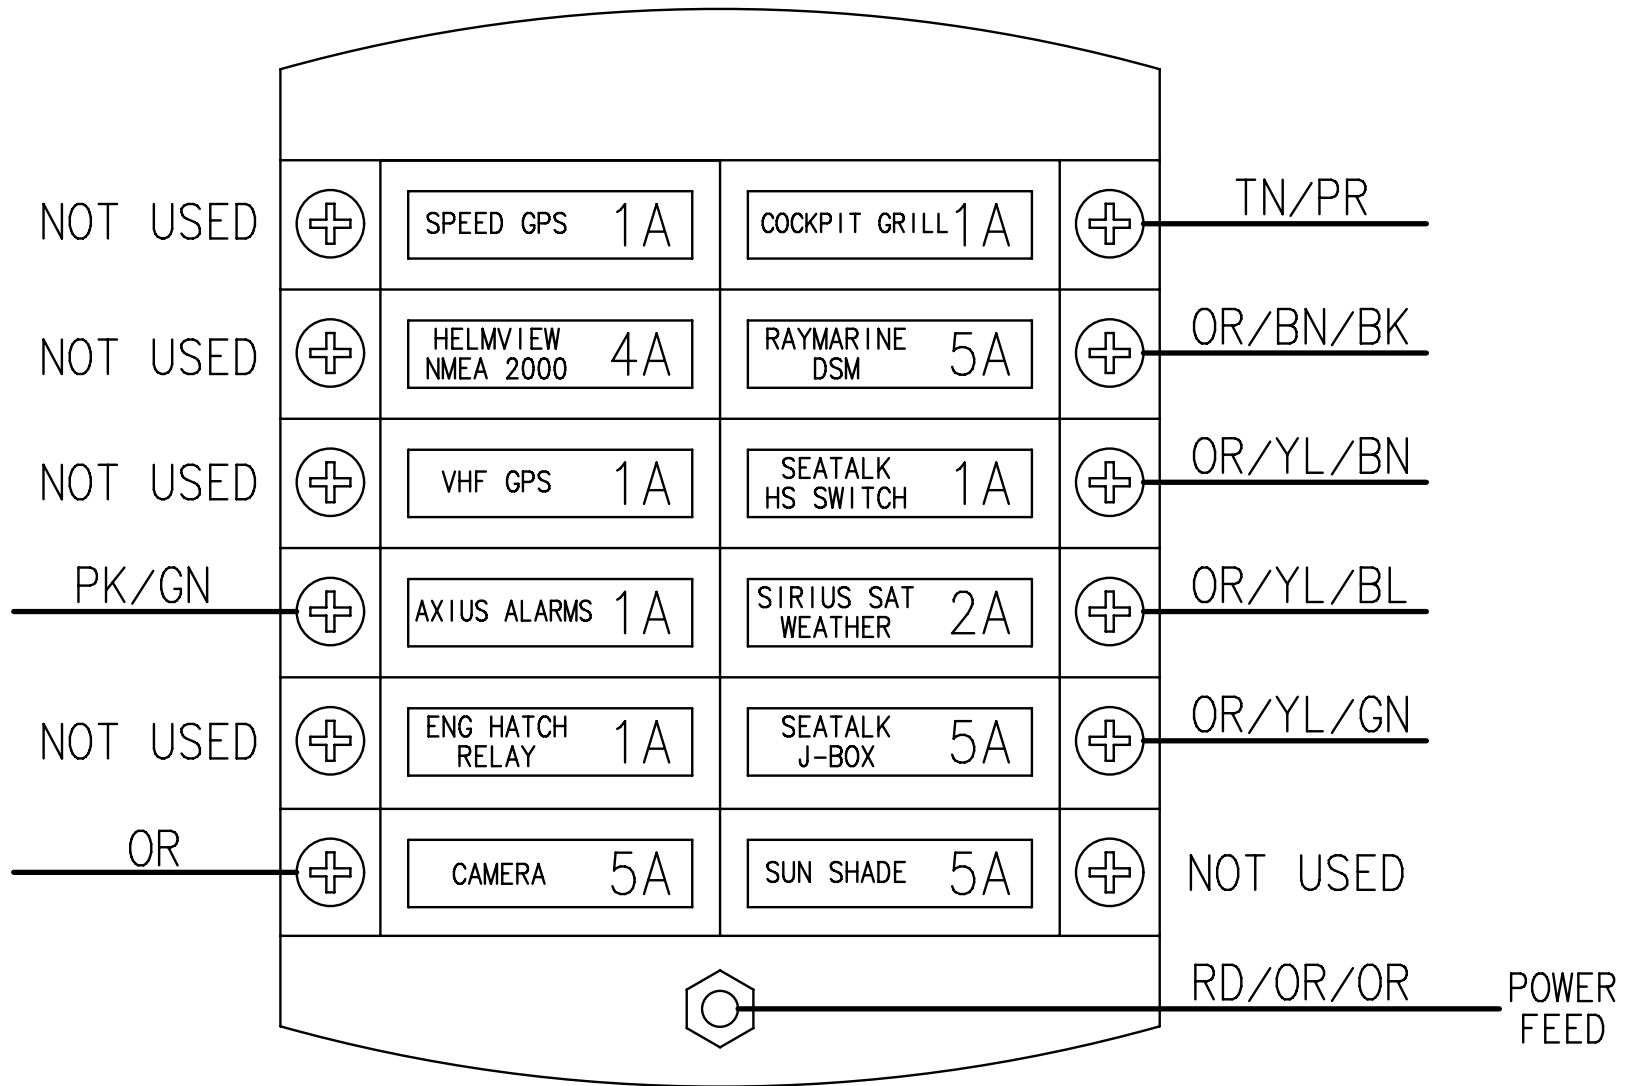 NOT USED
SPEED GPS 1A
COCKPIT GRILL 1A
TN/PR
NOT USED
HELMVIEW
NMEA 2000 4A
RAYMARINE
DSM 5A
OR/BN/BK
NOT USED
VHF GPS 1A
SEATALK
HS SWITCH 1A
OR/YL/BN
PK/GN
AXIUS ALARMS 1A
SIRIUS SAT
WEATHER 2A
OR/YL/BL
NOT USED
ENG HATCH
RELAY 1A
SEATALK
J-BOX 5A
OR/YL/GN
OR
CAMERA 5A
SUN SHADE 5A
NOT USED
RD/OR/OR
POWER
FEED